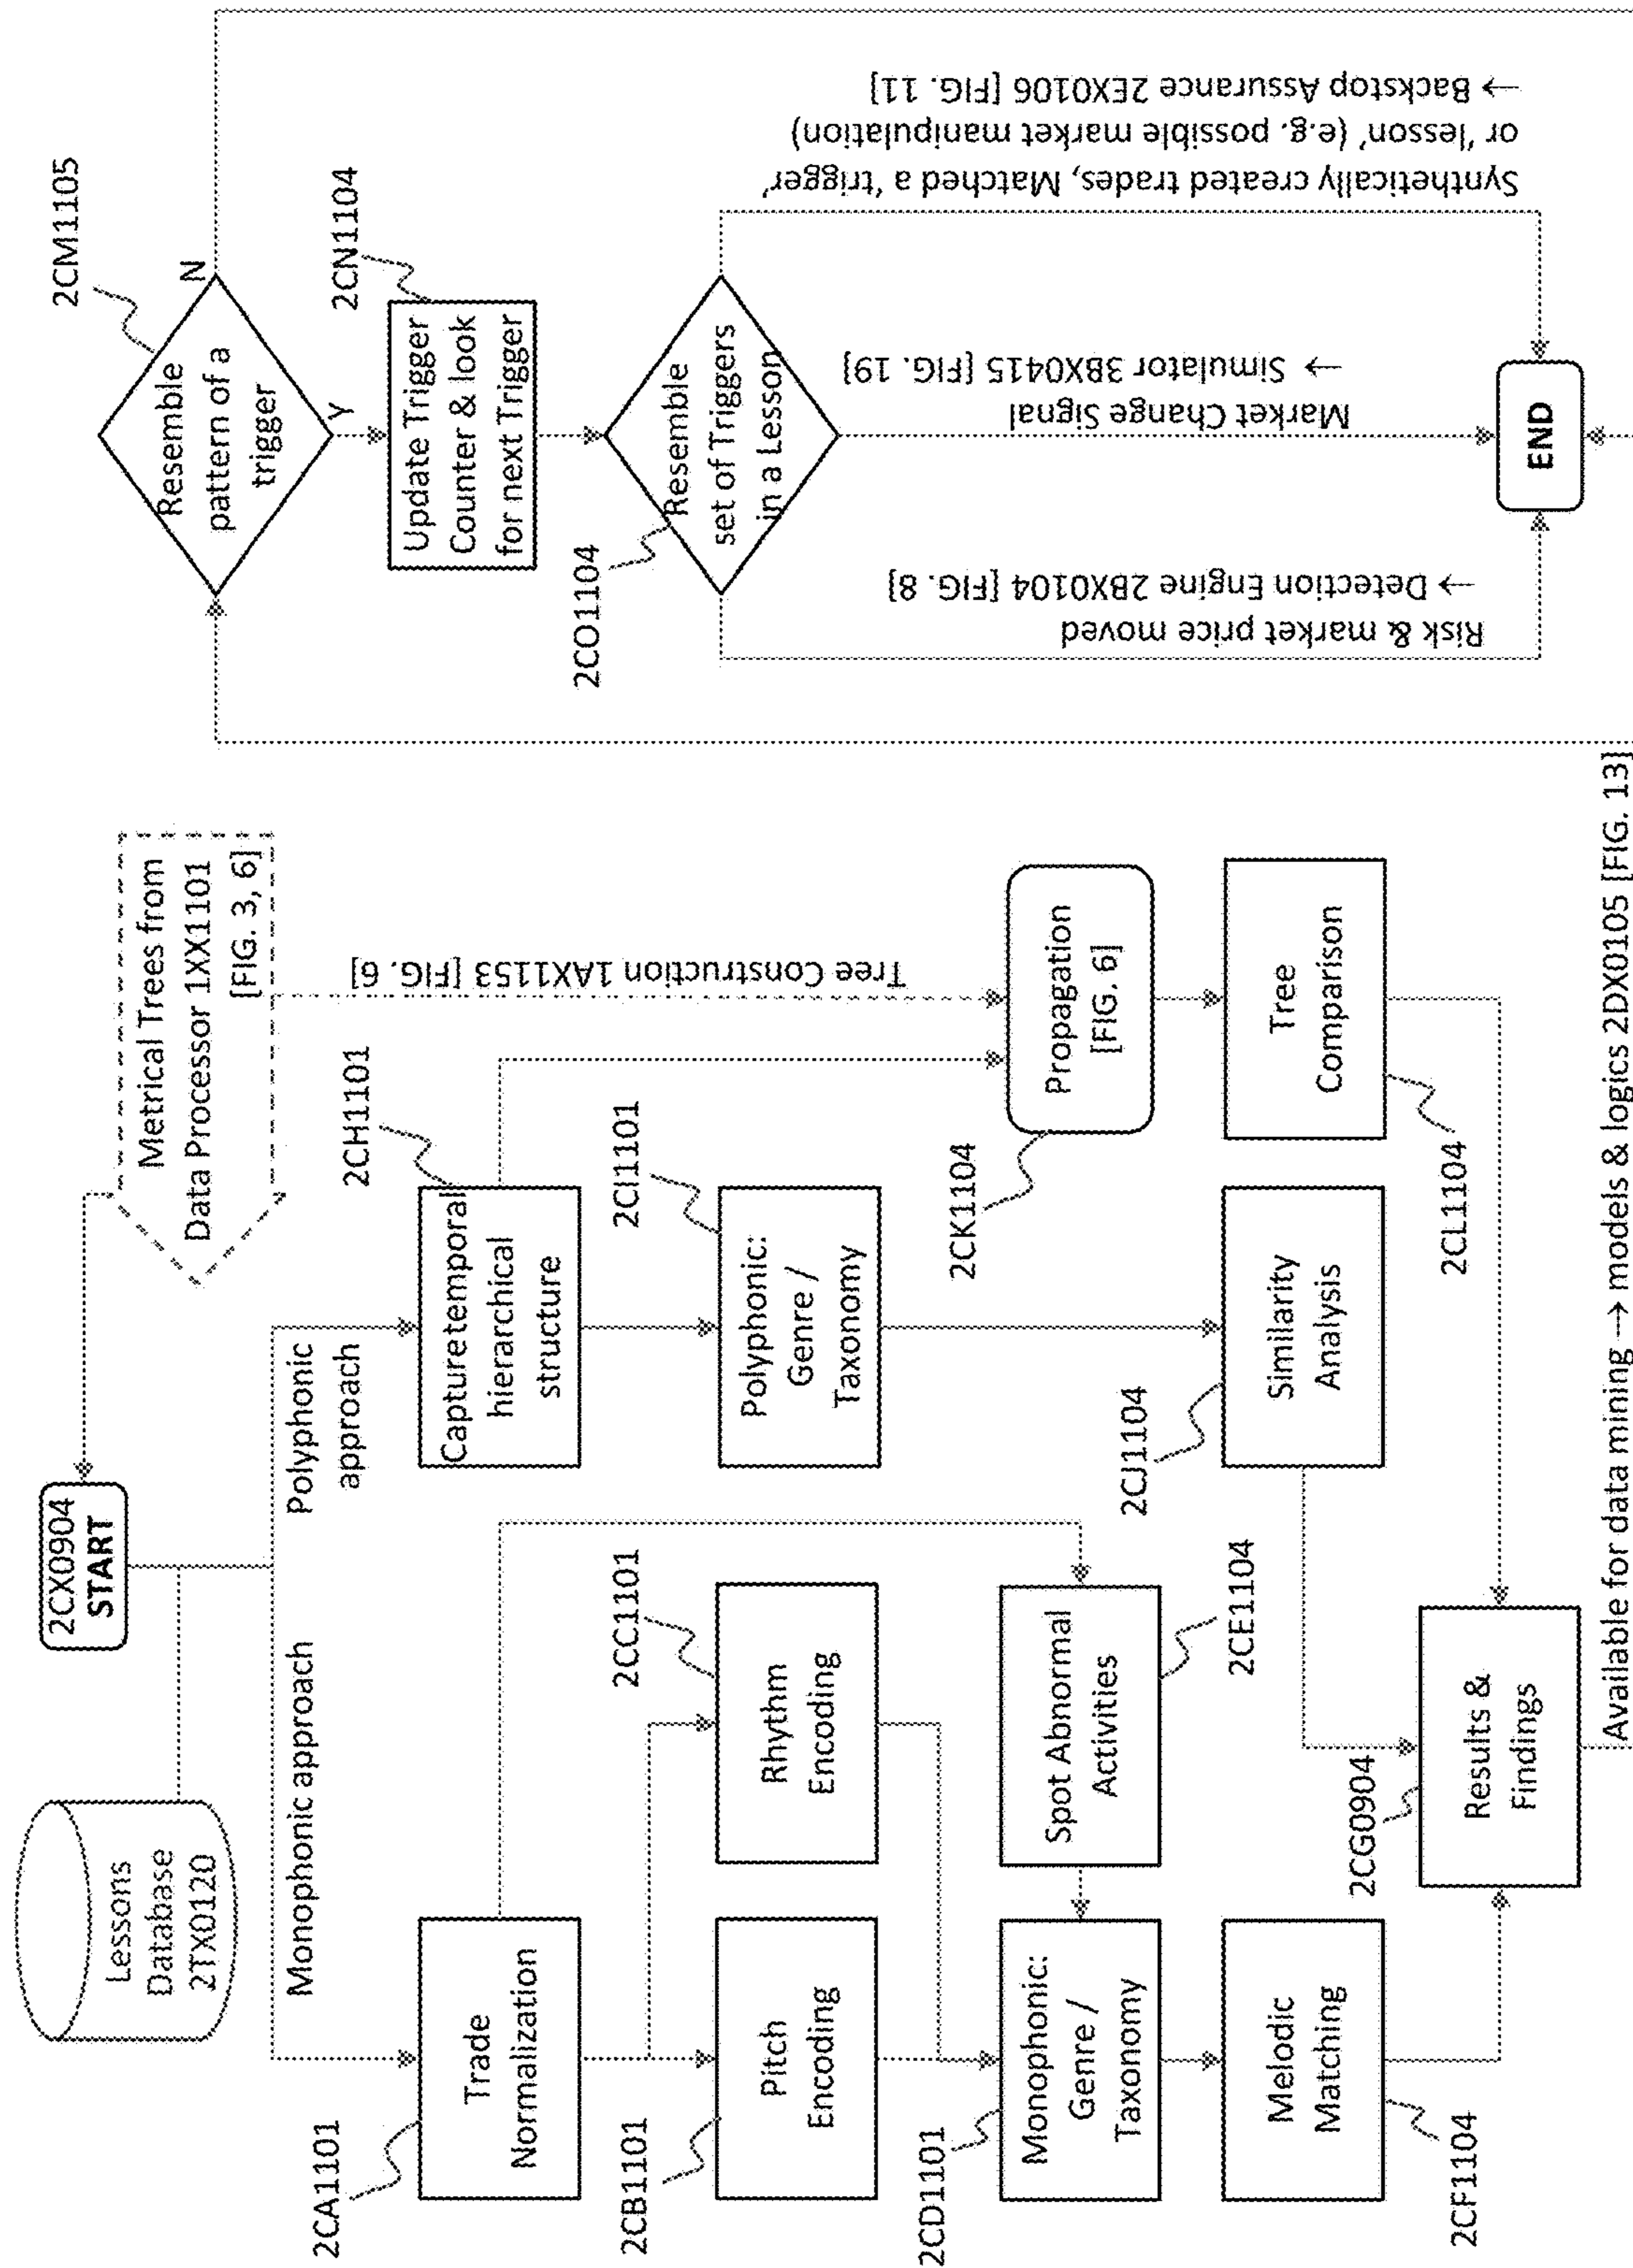 Lessons
Database
2TX0120
2CX0904
START
Metrical Trees from
Data Processor 1XX1101
[FIG. 3, 6]
Monophonic approach
Polyphonic
approach
2CA1101
Trade
Normalization
2CH1101
Capturetemporal
hierarchical
structure
Tree Construction 1AX1153 [FIG. 6]
2CB1101
Pitch
Encoding
2CC1101
Rhythm
Encoding
2CI1101
Polyphonic:
Genre /
Taxonomy
2CD1101
Monophonic:
Genre /
Taxonomy
Spot Abnormal
Activities
2CE1104
2CK1104
Propagation
[FIG. 6]
Melodic
Matching
2CF1104
2CJ1104
Similarity
Analysis
Tree
Comparison
2CL1104
2CG0904
Results &
Findings
Available for data mining → models & logics 2DX0105 [FIG. 13]
2CM1105
Resemble
pattern of a
trigger
N
Y
2CN1104
Update Trigger
Counter & look
for next Trigger
2CO1104
Resemble
set of Triggers
in a Lesson
Risk & market price moved
→ Detection Engine 2BX0104 [FIG. 8]
Market Change Signal
→ Simulator 3BX0415 [FIG. 19]
Synthetically created trades, Matched a 'trigger'
or 'lesson' (e.g. possible market manipulation)
→ Backstop Assurance 2EX0106 [FIG. 11]
END